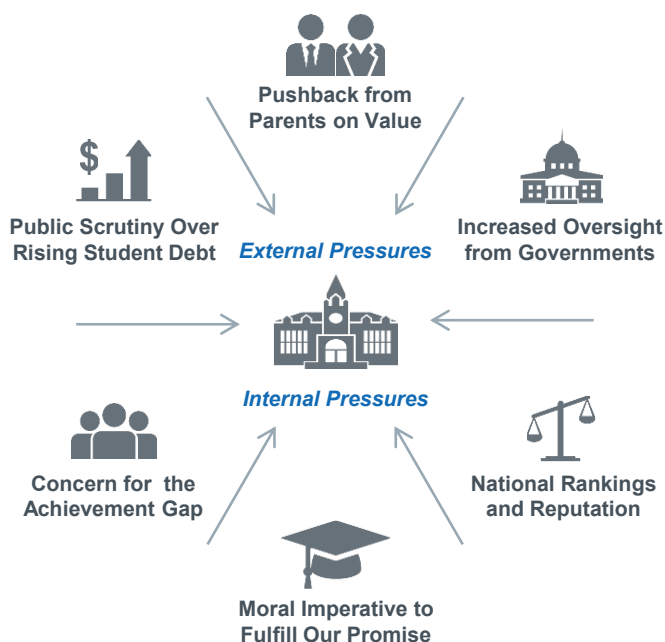 Pushback from
Parents on Value
$
Public Scrutiny Over
Rising Student Debt
External Pressures
Increased Oversight
from Governments
Internal Pressures
Concern for the
Achievement Gap
National Rankings
and Reputation
Moral Imperative to
Fulfill Our Promise